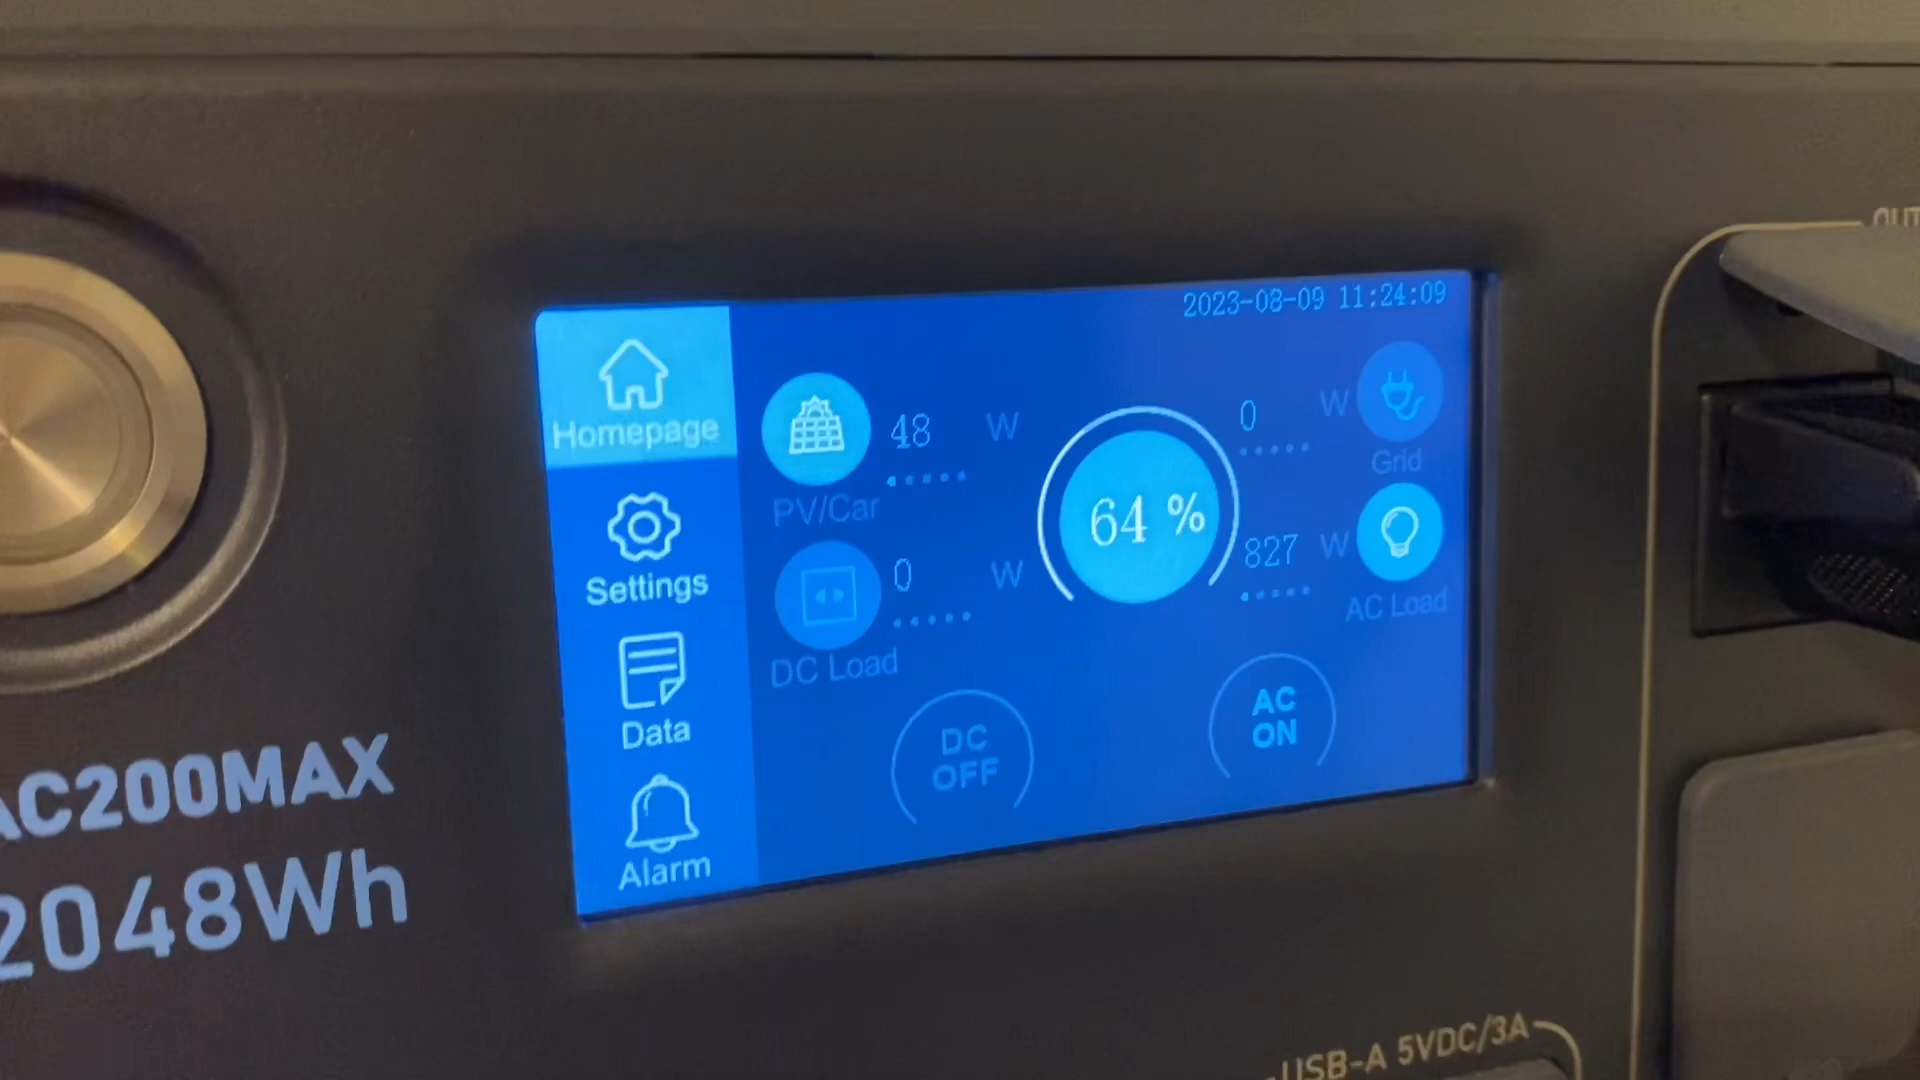 2023-08-09 11:24:09
Homepage
Settings
Data
Alarm
48 W
PV/Car
0 W
DC Load
64 %
0 W
Grid
827 W
AC Load
DC
OFF
AC
ON
AC200MAX
2048Wh
USB-A 5VDC/3A